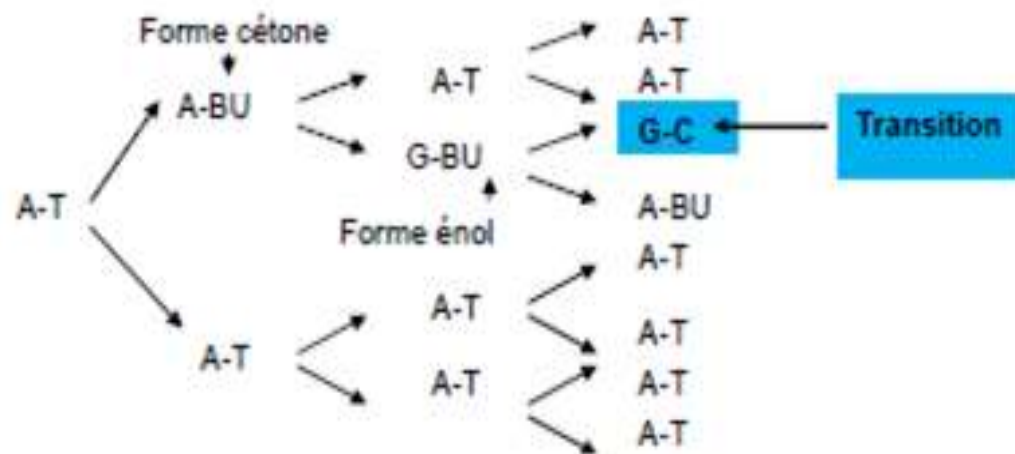 Forme cétone
A-T
A-BU
A-T
A-T
G-C
Transition
G-BU
A-T
A-BU
Forme énol
A-T
A-T
A-T
A-T
A-T
A-T
A-T